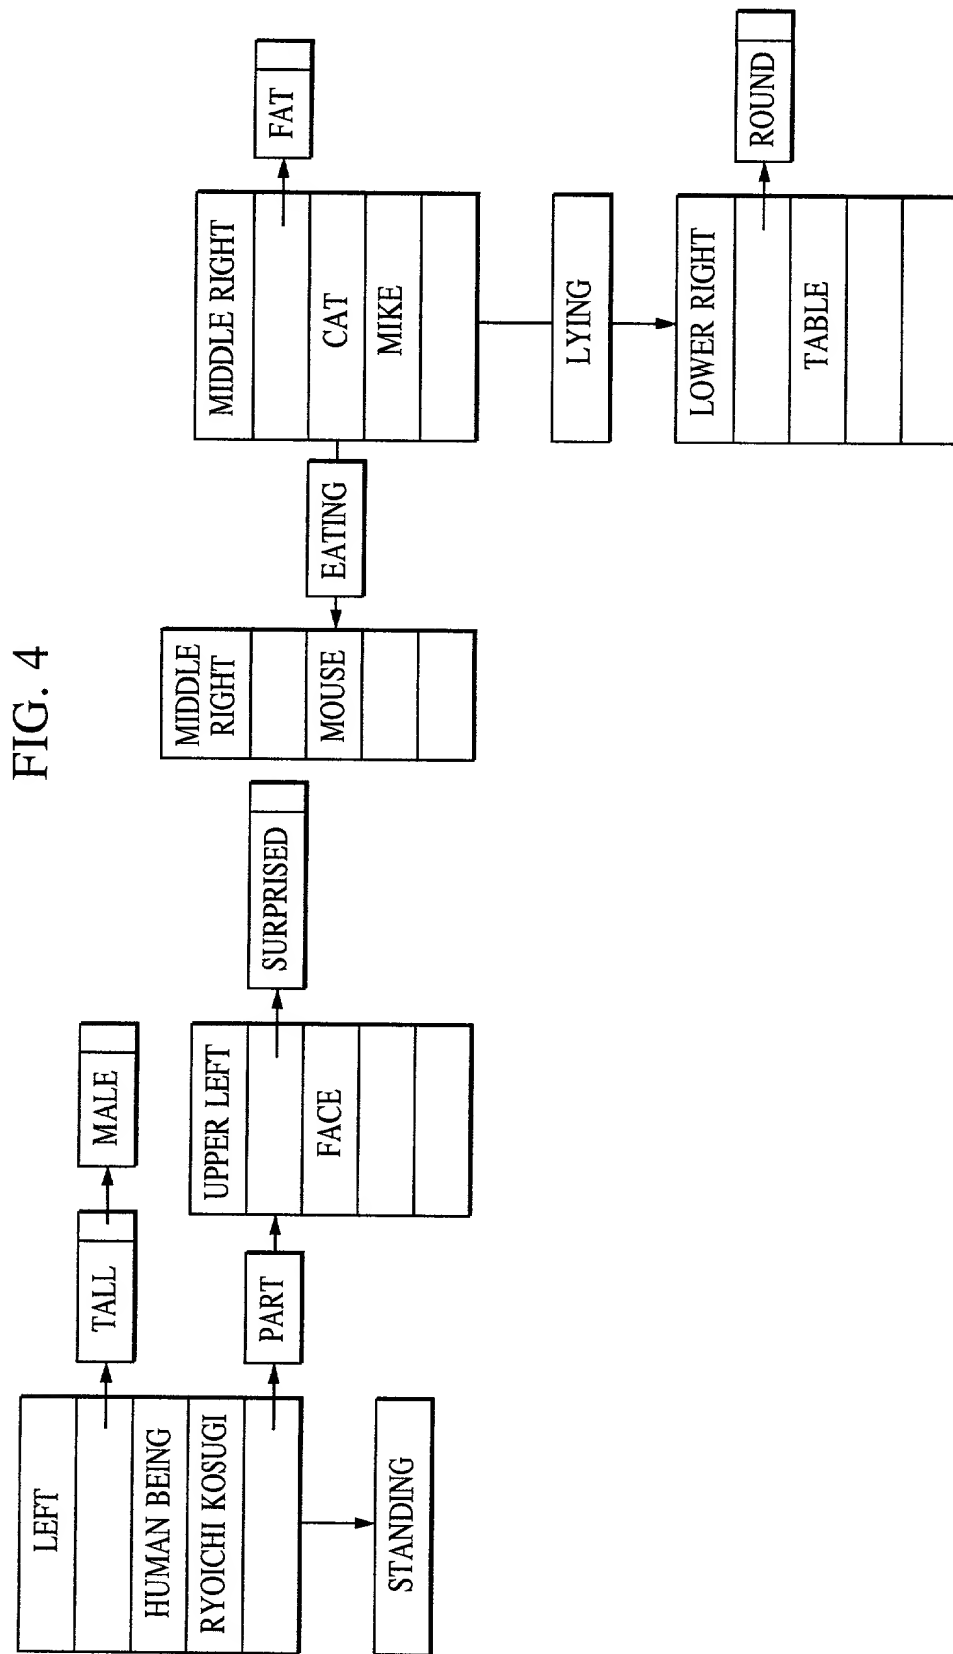 FIG. 4
LEFT
HUMAN BEING
RYOICHI KOSUGI
TALL
MALE
PART
STANDING
UPPER LEFT
FACE
SURPRISED
MIDDLE
RIGHT
MOUSE
EATING
MIDDLE RIGHT
CAT
MIKE
FAT
LYING
LOWER RIGHT
TABLE
ROUND